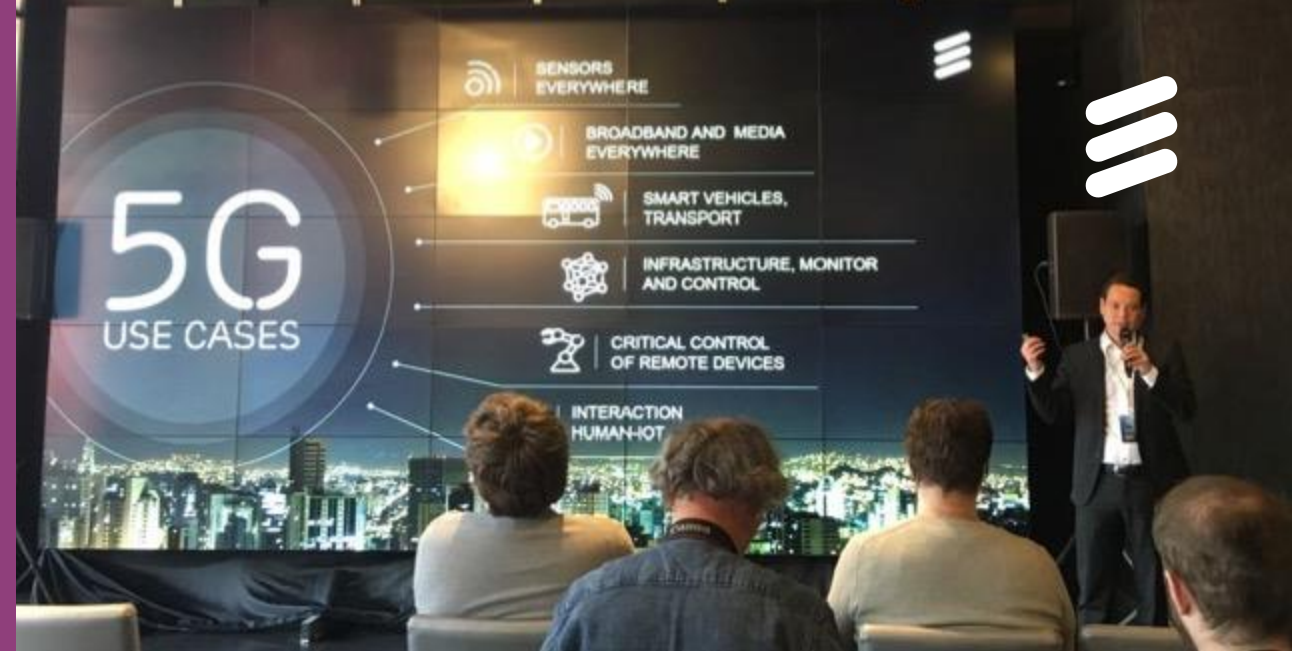 5G
USE CASES
SENSORS
EVERYWHERE
BROADBAND AND MEDIA
EVERYWHERE
SMART VEHICLES,
TRANSPORT
INFRASTRUCTURE, MONITOR
AND CONTROL
CRITICAL CONTROL
OF REMOTE DEVICES
INTERACTION
HUMAN-IOT